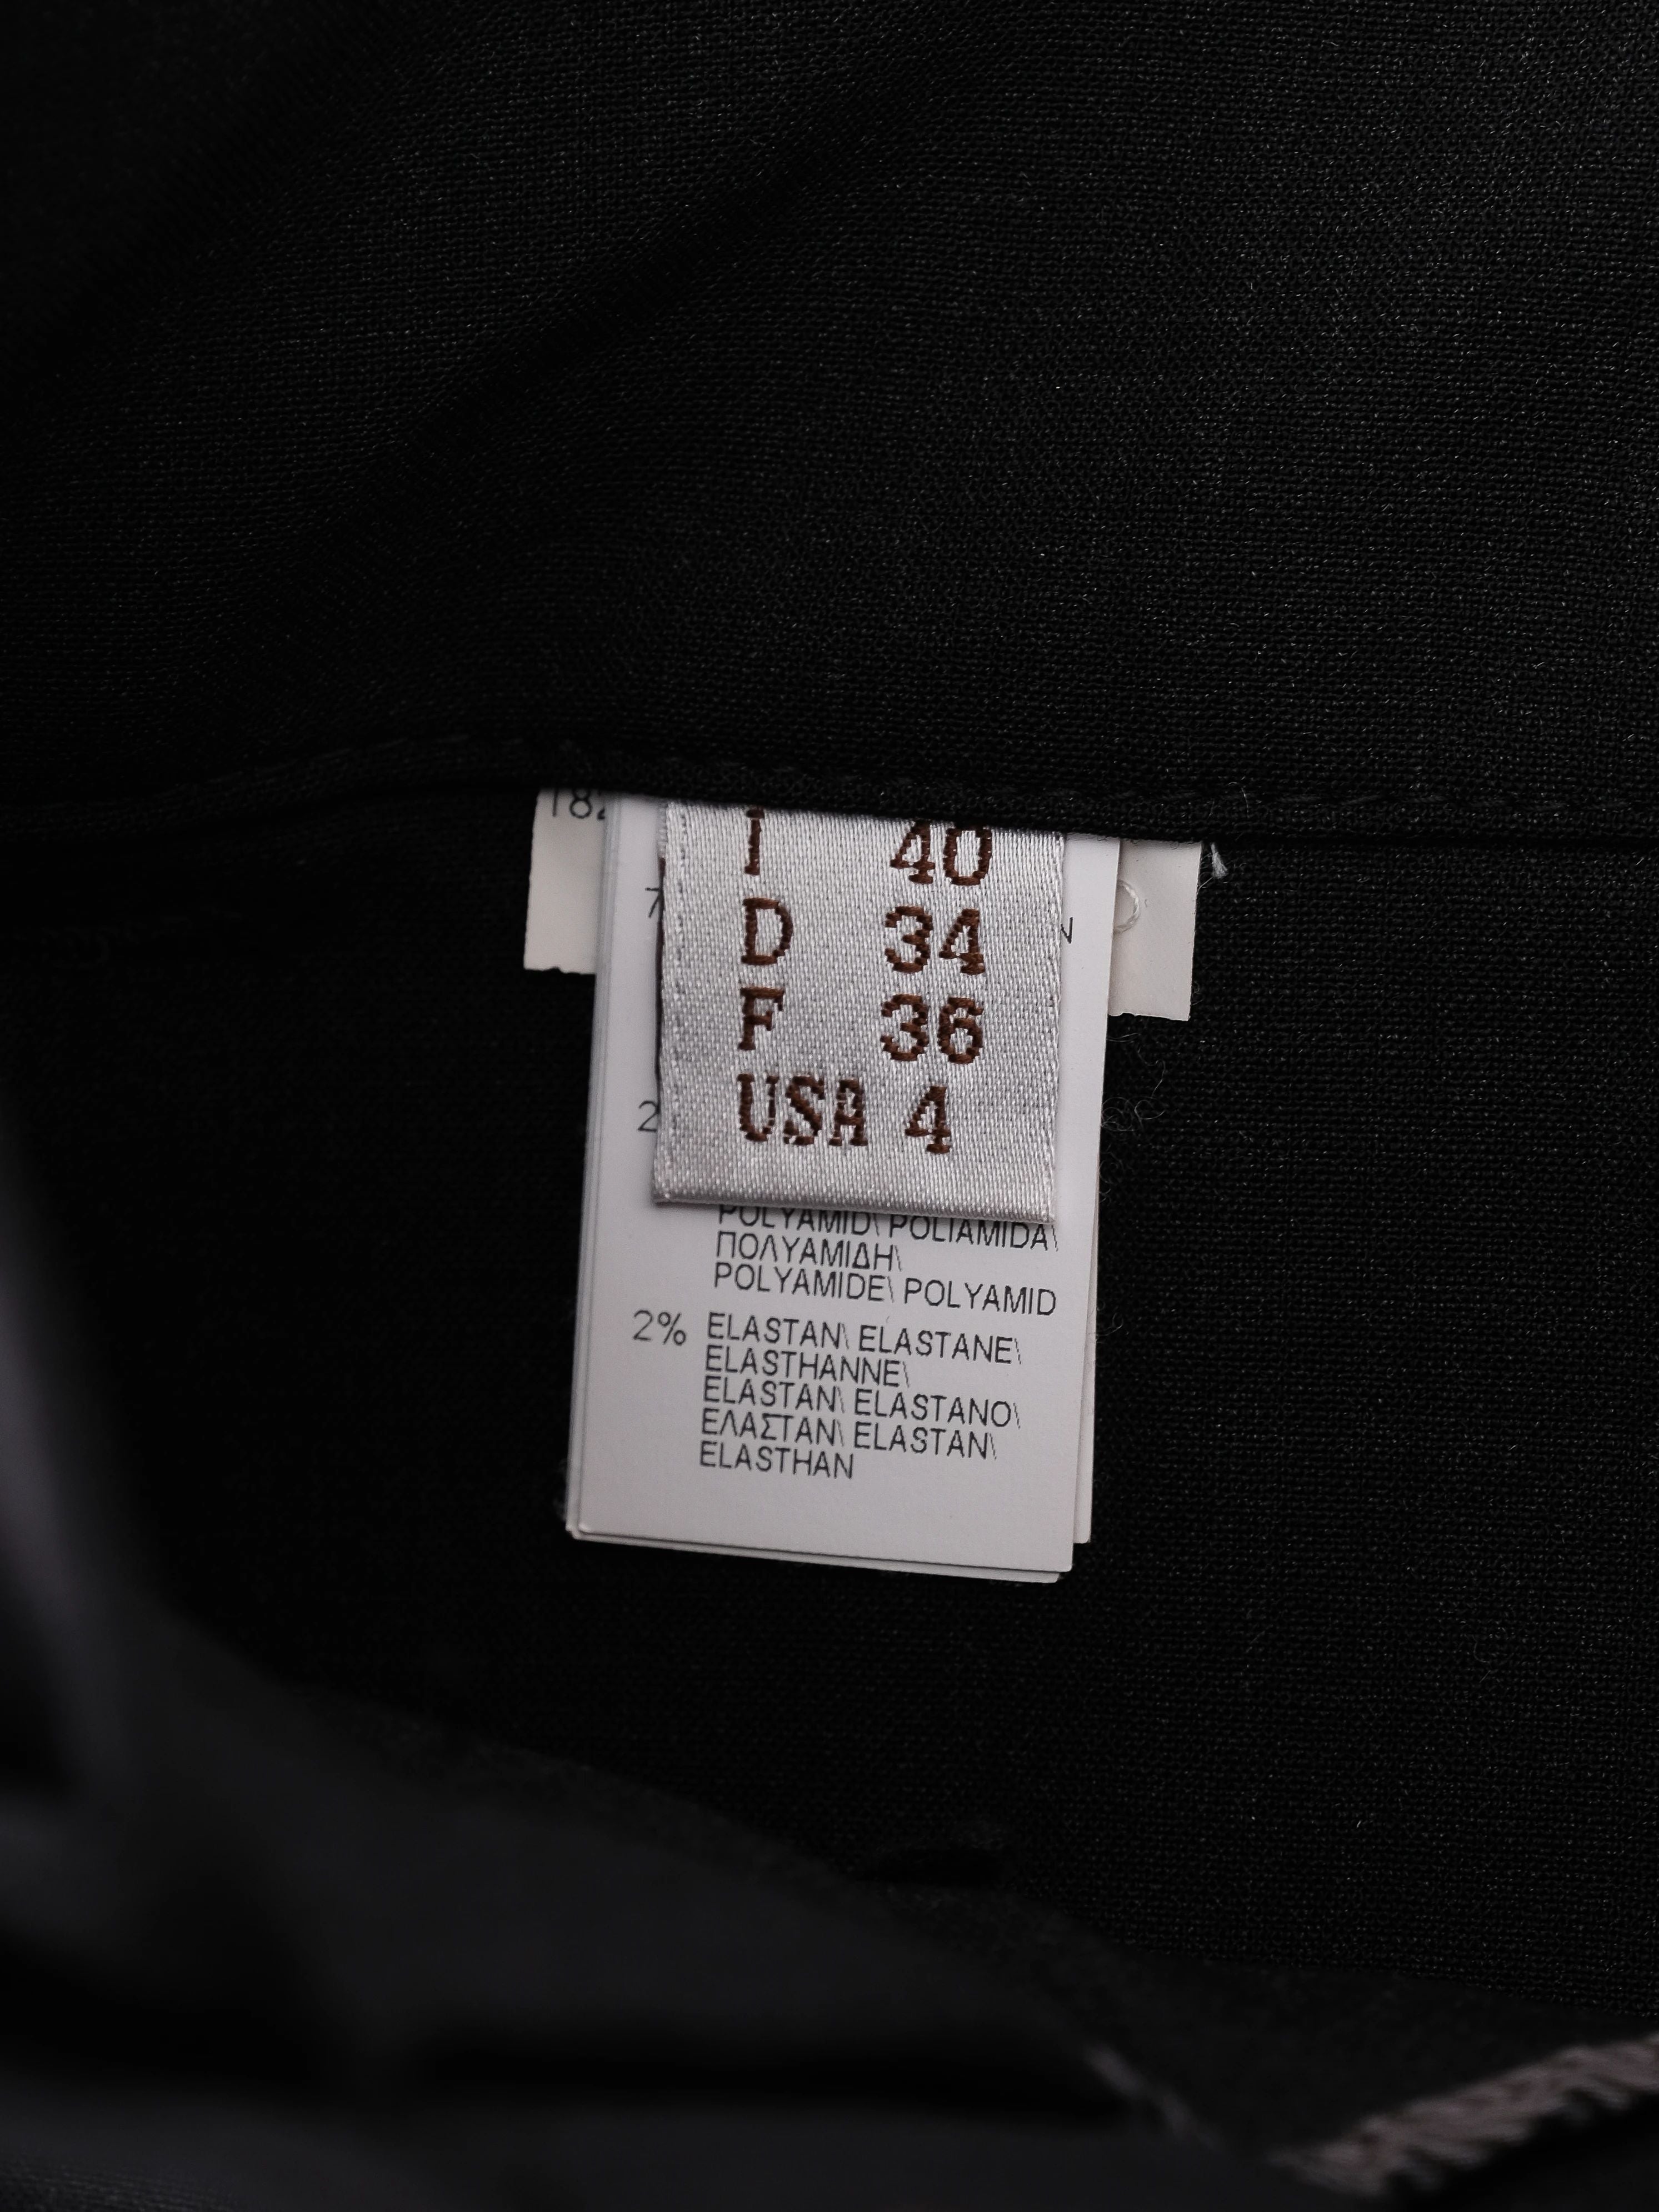 I 40
D 34
F 36
USA 4
POLYAMID\ POLIAMIDA\
ΠΟΛΥΑΜΙΔΗ\
POLYAMIDE\ POLYAMID
2% ELASTAN\ ELASTANE\
ELASTHANNE\
ELASTAN\ ELASTANO\
ΕΛΑΣΤΑΝ\ ELASTAN\
ELASTHAN